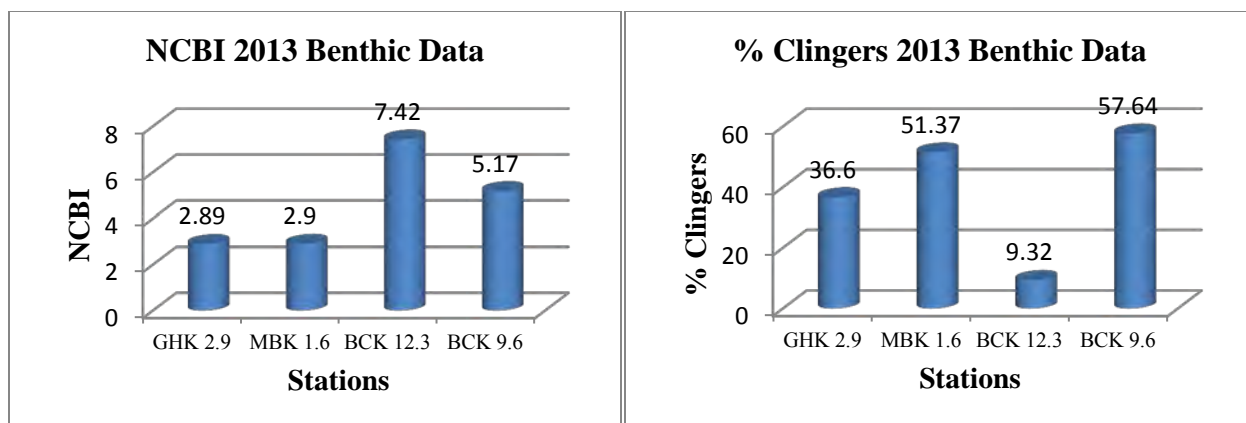 NCBI 2013 Benthic Data
8
6
4
2
0
NCBI
2.89
2.9
7.42
5.17
GHK 2.9 MBK 1.6 BCK 12.3 BCK 9.6
Stations
% Clingers 2013 Benthic Data
60
40
20
0
% Clingers
36.6
51.37
9.32
57.64
GHK 2.9 MBK 1.6 BCK 12.3 BCK 9.6
Stations